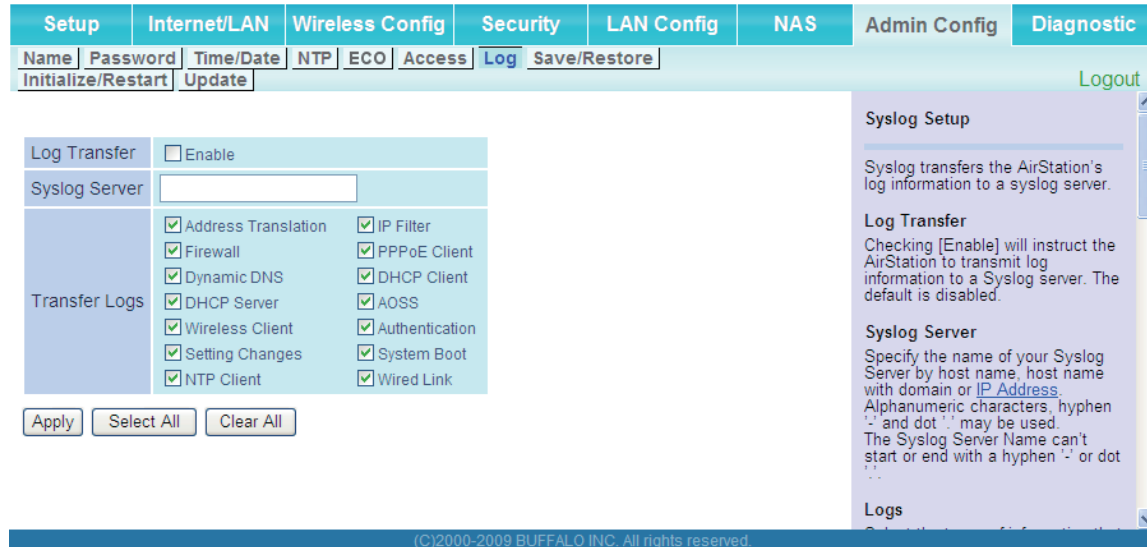 Setup Internet/LAN Wireless Config Security LAN Config NAS Admin Config Diagnostic
Name Password Time/Date NTP ECO Access Log Save/Restore
Initialize/Restart Update
Logout
Log Transfer Enable
Syslog Server
Transfer Logs
Address Translation IP Filter
Firewall PPPoE Client
Dynamic DNS DHCP Client
DHCP Server AOSS
Wireless Client Authentication
Setting Changes System Boot
NTP Client Wired Link
Apply Select All Clear All
Syslog Setup
Syslog transfers the AirStation's
log information to a syslog server.
Log Transfer
Checking [Enable] will instruct the
AirStation to transmit log
information to a Syslog server. The
default is disabled.
Syslog Server
Specify the name of your Syslog
Server by host name, host name
with domain or IP Address.
Alphanumeric characters, hyphen
'-' and dot '.' may be used.
The Syslog Server Name can't
start or end with a hyphen '-' or dot
'.'.
Logs
(C)2000-2009 BUFFALO INC. All rights reserved.